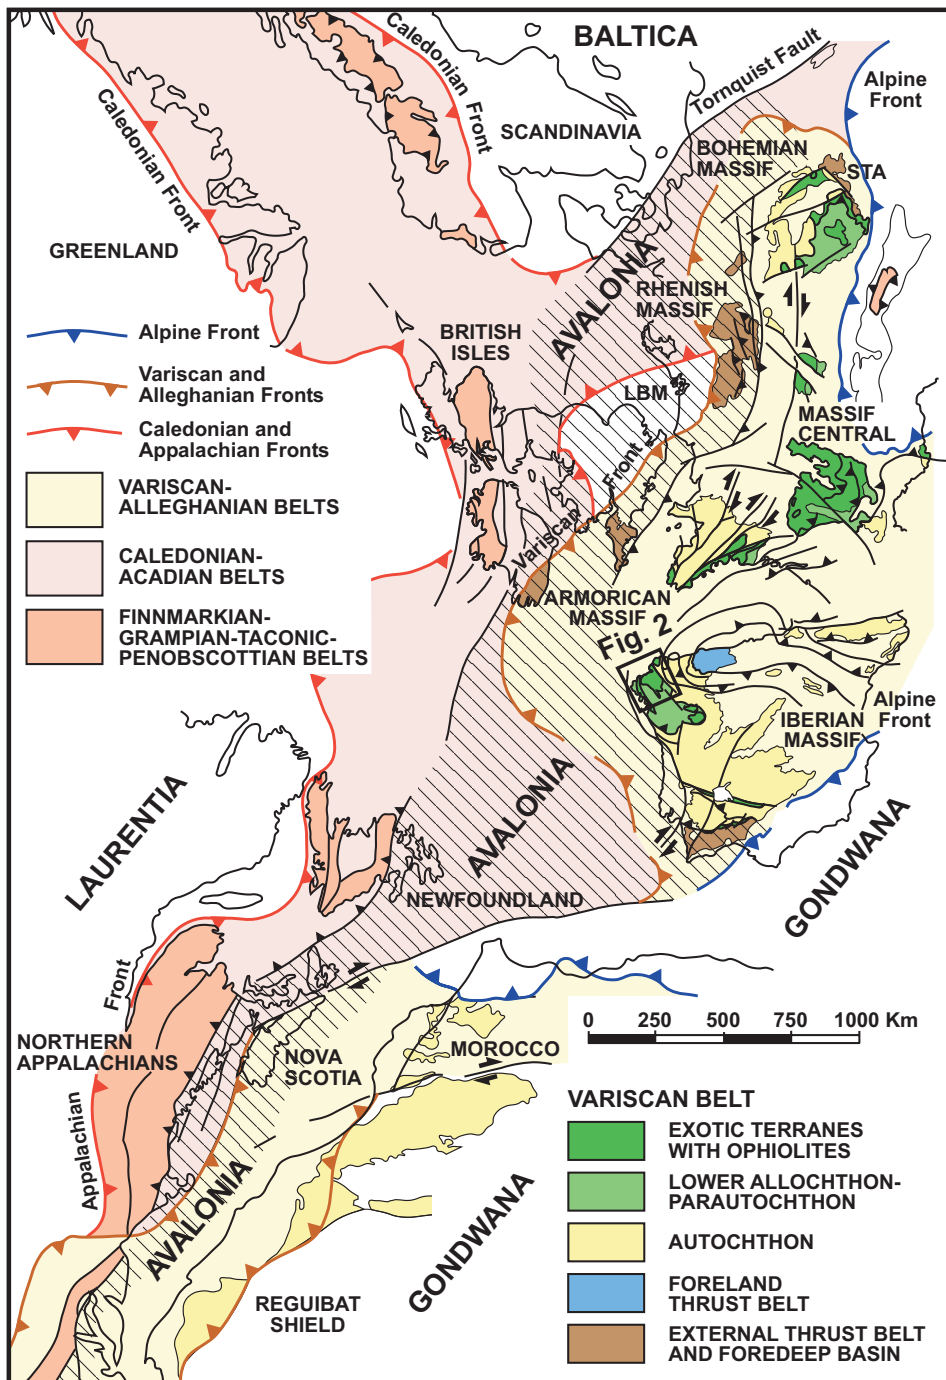 BALTICA
Caledonian Front
Tornquist Fault
Alpine
Front
SCANDINAVIA
BOHEMIAN
MASSIF
STA
Caledonian Front
GREENLAND
AVALONIA
RHENISH
MASSIF
BRITISH
ISLES
LBM
MASSIF
CENTRAL
Variscan Front
ARMORICAN
MASSIF
Fig. 2
IBERIAN
MASSIF
Alpine
Front
Alpine Front
Variscan and
Alleghanian Fronts
Caledonian and
Appalachian Fronts
VARISCAN-
ALLEGHANIAN BELTS
CALEDONIAN-
ACADIAN BELTS
FINNMARKIAN-
GRAMPIAN-TACONIC-
PENOBSCOTTIAN BELTS
LAURENTIA
AVALONIA
GONDWANA
NEWFOUNDLAND
Appalachian Front
NORTHERN
APPALACHIANS
NOVA
SCOTIA
MOROCCO
AVALONIA
GONDWANA
REGUIBAT
SHIELD
0 250 500 750 1000 Km
VARISCAN BELT
EXOTIC TERRANES
WITH OPHIOLITES
LOWER ALLOCHTHON-
PARAUTOCHTHON
AUTOCHTHON
FORELAND
THRUST BELT
EXTERNAL THRUST BELT
AND FOREDEEP BASIN